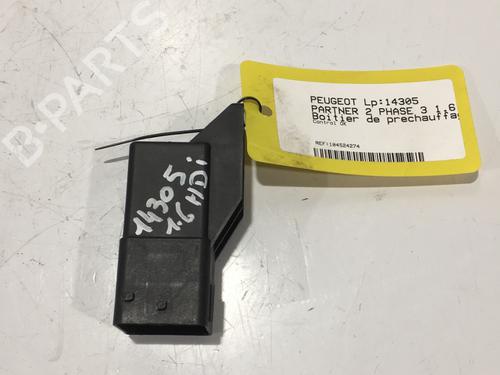 PEUGEOT Lp:14305
PARTNER 2 PHASE 3 1.6
Boitier de prechauffag
Control OK
REF:104524274
14305
1.6 HDi
B-PARTS